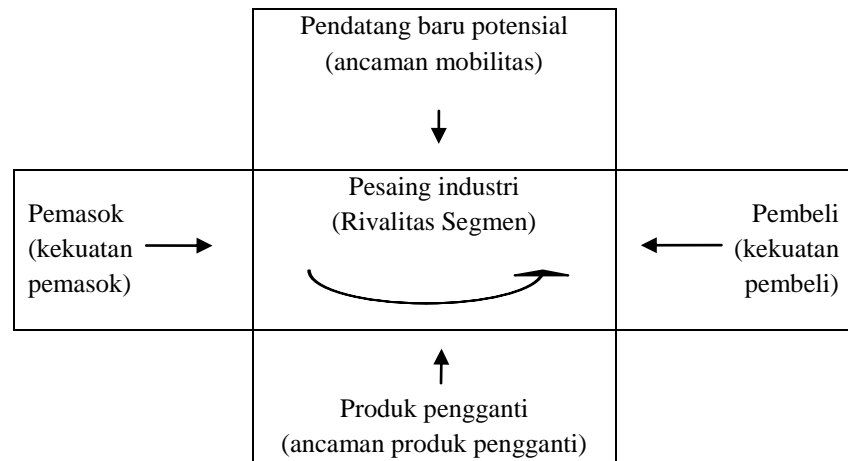 Pendatang baru potensial
(ancaman mobilitas)
Pesaing industri
(Rivalitas Segmen)
Pemasok
(kekuatan
pemasok)
Pembeli
(kekuatan
pembeli)
Produk pengganti
(ancaman produk pengganti)